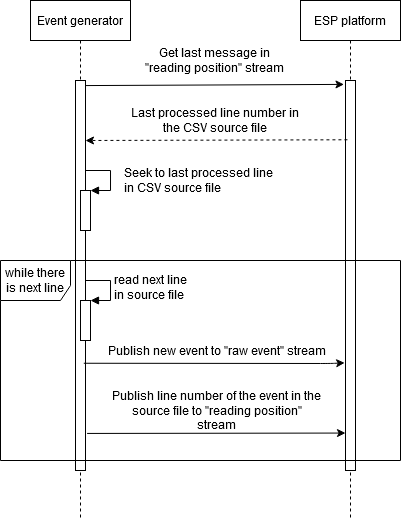 Event generator
ESP platform
Get last message in
"reading position" stream
Last processed line number in
the CSV source file
Seek to last processed line
in CSV source file
while there
is next line
read next line
in source file
Publish new event to "raw event" stream
Publish line number of the event in the
source file to "reading position"
stream